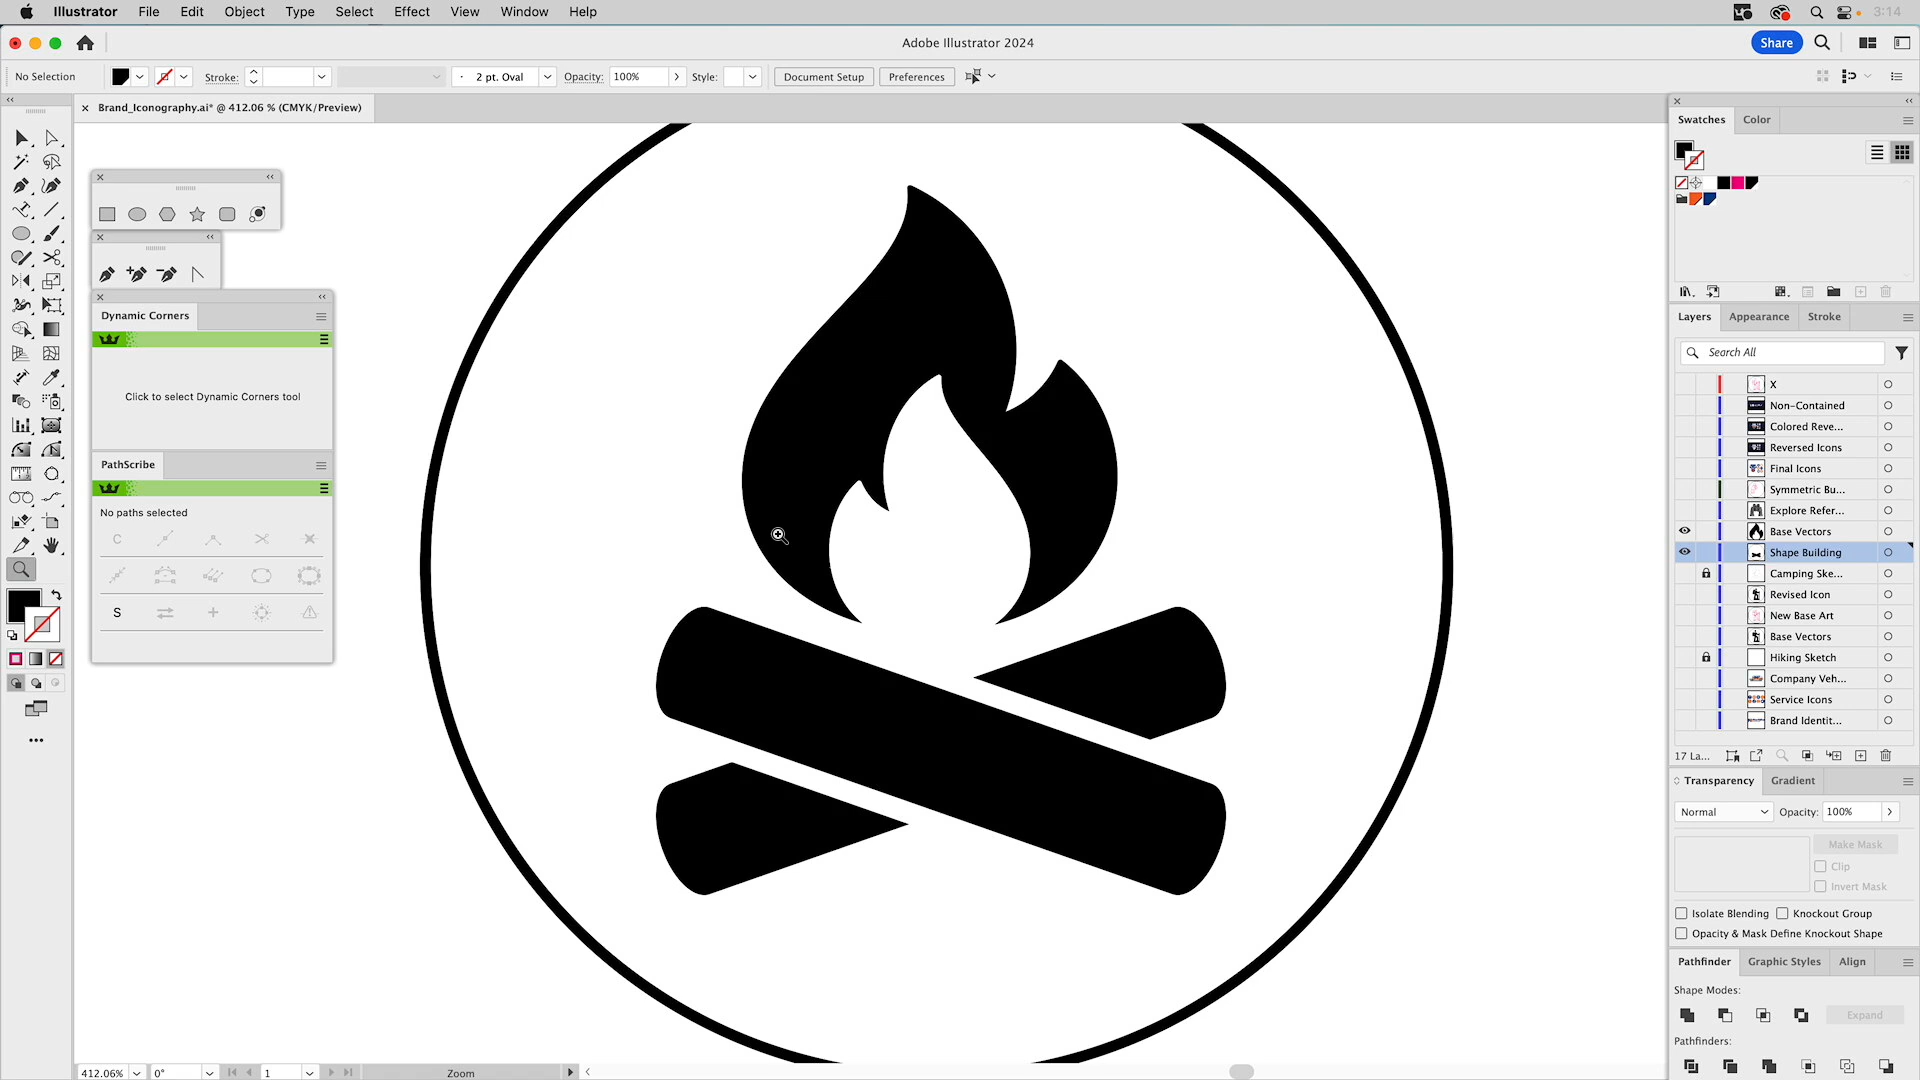 Illustrator File Edit Object Type Select Effect View Window Help 3:14
Adobe Illustrator 2024
Share
No Selection Stroke: 2 pt. Oval Opacity: 100% Style: Document Setup Preferences
Brand_Iconography.ai* @ 412.06 % (CMYK/Preview)
Dynamic Corners
Click to select Dynamic Corners tool
PathScribe
No paths selected
C
S
Swatches Color
Layers Appearance Stroke
Search All
X
Non-Contained
Colored Reve...
Reversed Icons
Final Icons
Symmetric Bu...
Explore Refer...
Base Vectors
Shape Building
Camping Ske...
Revised Icon
New Base Art
Base Vectors
Hiking Sketch
Company Veh...
Service Icons
Brand Identit...
17 La...
Transparency Gradient
Normal Opacity: 100%
Make Mask
Clip
Invert Mask
Isolate Blending Knockout Group
Opacity & Mask Define Knockout Shape
Pathfinder Graphic Styles Align
Shape Modes:
Expand
Pathfinders:
412.06% 0° 1 Zoom